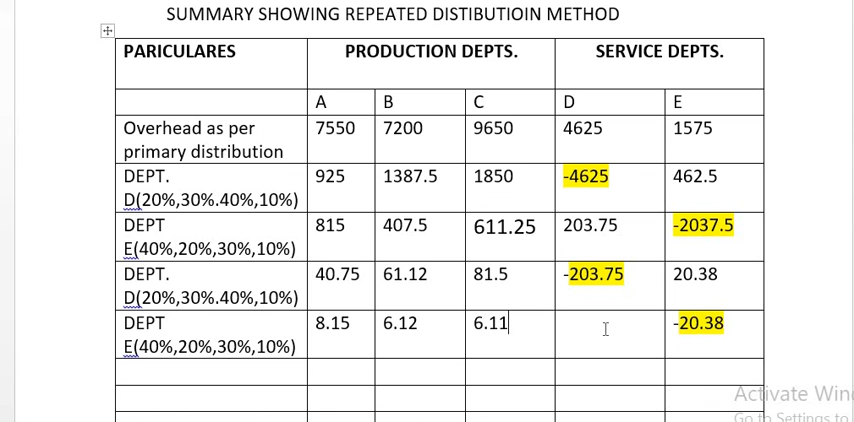 SUMMARY SHOWING REPEATED DISTIBUTIOIN METHOD
PARICULARES PRODUCTION DEPTS. SERVICE DEPTS.
A B C D E
Overhead as per 7550 7200 9650 4625 1575
primary distribution
DEPT. 925 1387.5 1850 -4625 462.5
D(20%,30%.40%,10%)
DEPT 815 407.5 611.25 203.75 -2037.5
E(40%,20%,30%,10%)
DEPT. 40.75 61.12 81.5 -203.75 20.38
D(20%,30%.40%,10%)
DEPT 8.15 6.12 6.11 -20.38
E(40%,20%,30%,10%)
Activate Win
Go to Settings to